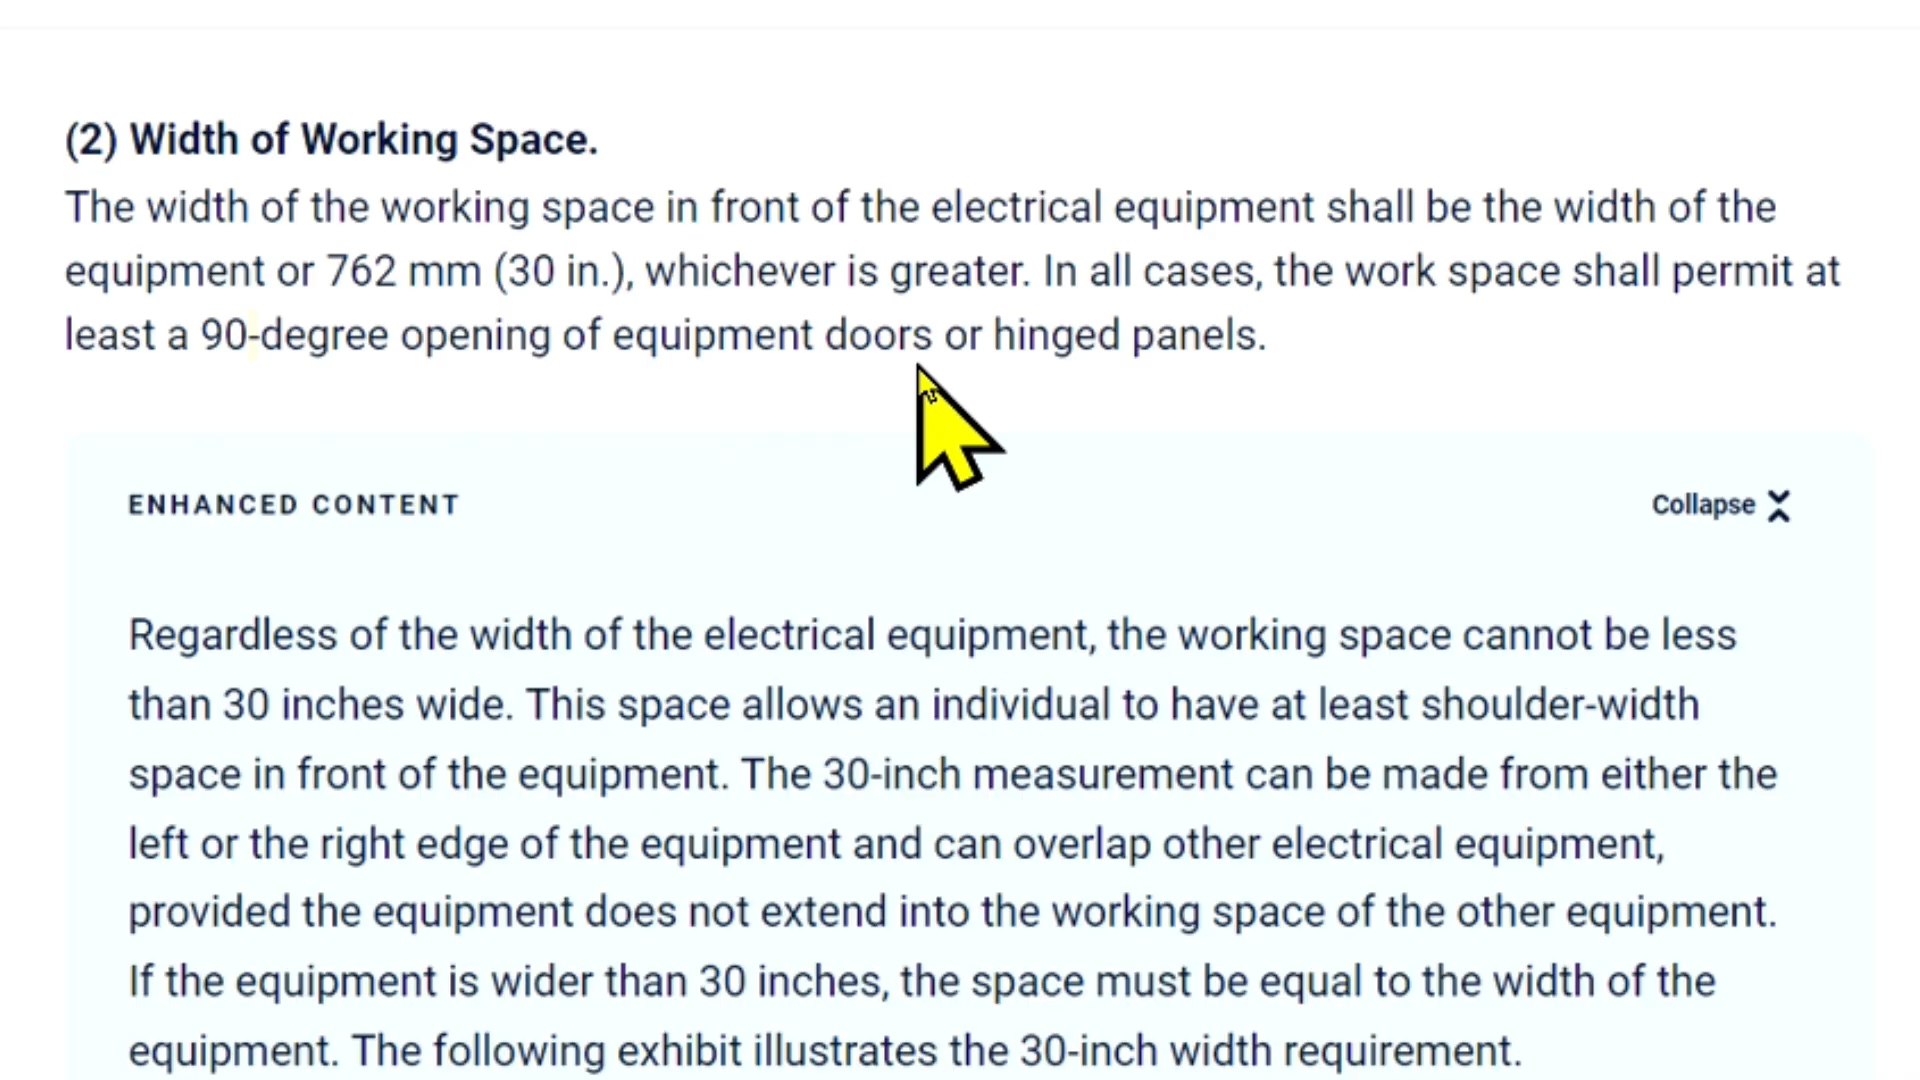 (2) Width of Working Space.
The width of the working space in front of the electrical equipment shall be the width of the
equipment or 762 mm (30 in.), whichever is greater. In all cases, the work space shall permit at
least a 90-degree opening of equipment doors or hinged panels.
ENHANCED CONTENT
Collapse
Regardless of the width of the electrical equipment, the working space cannot be less
than 30 inches wide. This space allows an individual to have at least shoulder-width
space in front of the equipment. The 30-inch measurement can be made from either the
left or the right edge of the equipment and can overlap other electrical equipment,
provided the equipment does not extend into the working space of the other equipment.
If the equipment is wider than 30 inches, the space must be equal to the width of the
equipment. The following exhibit illustrates the 30-inch width requirement.